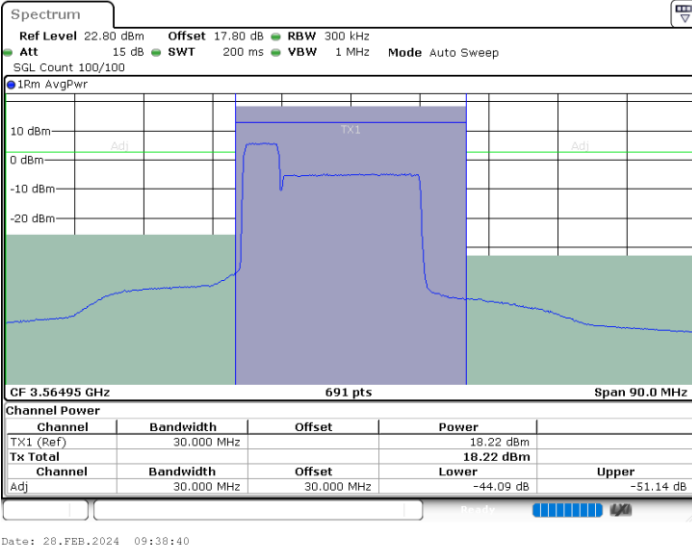 Spectrum
Ref Level 22.80 dBm Offset 17.80 dB RBW 300 kHz
Att 15 dB SWT 200 ms VBW 1 MHz Mode Auto Sweep
SGL Count 100/100
1Rm AvgPwr
TX1
10 dBm
Adj Adj
0 dBm
-10 dBm
-20 dBm
CF 3.56495 GHz 691 pts Span 90.0 MHz
Channel Power
Channel Bandwidth Offset Power
TX1 (Ref) 30.000 MHz 18.22 dBm
Tx Total 18.22 dBm
Channel Bandwidth Offset Lower Upper
Adj 30.000 MHz 30.000 MHz -44.09 dB -51.14 dB
Ready
Date: 28.FEB.2024 09:38:40